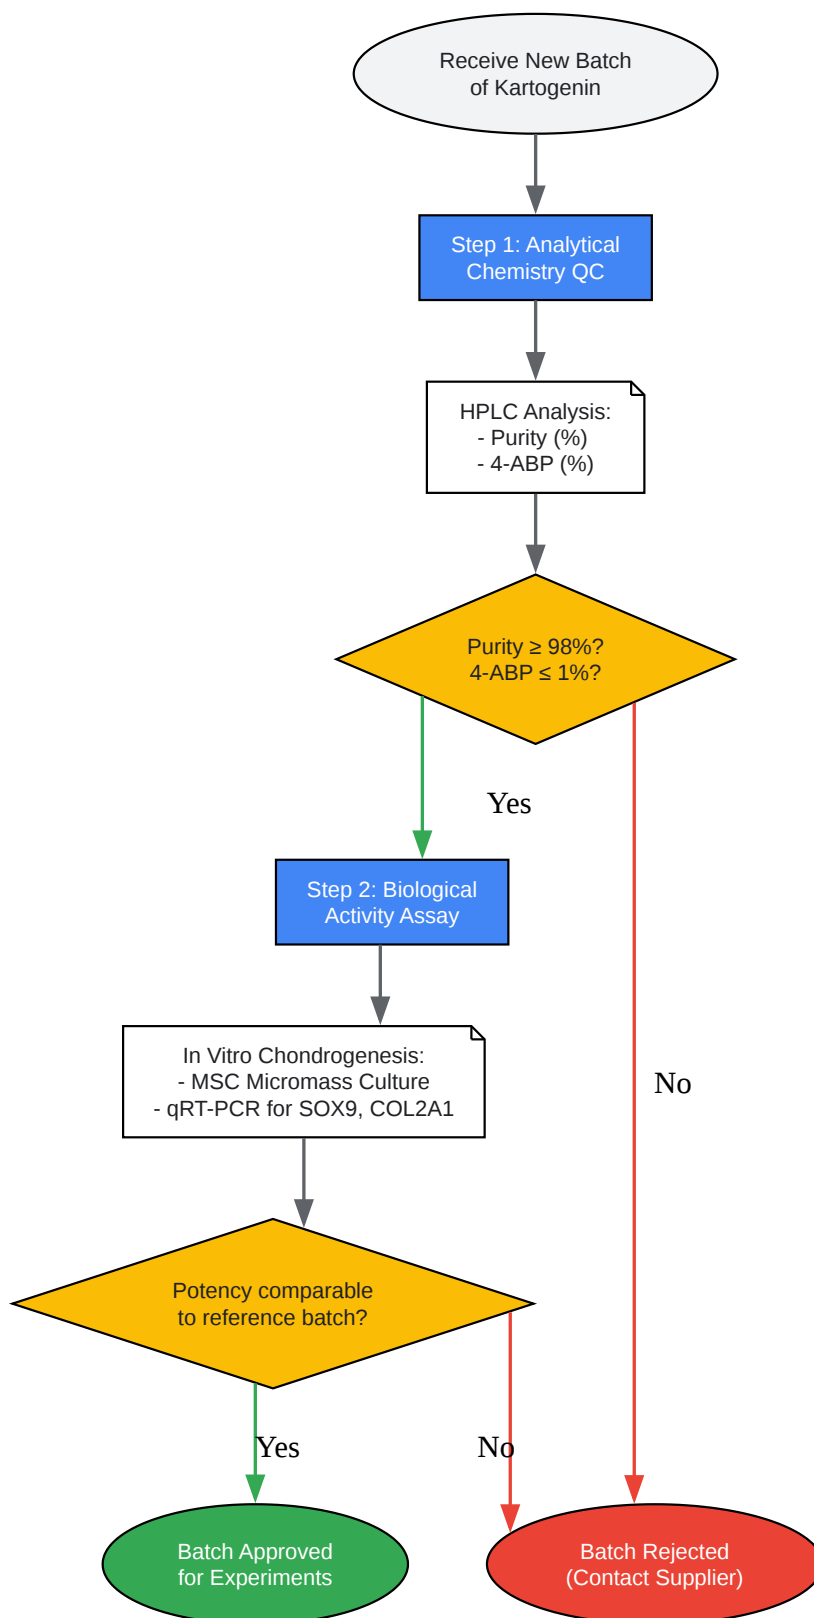 Receive New Batch
of Kartogenin
Step 1: Analytical
Chemistry QC
HPLC Analysis:
- Purity (%)
- 4-ABP (%)
Purity ≥ 98%?
4-ABP ≤ 1%?
Yes
Step 2: Biological
Activity Assay
In Vitro Chondrogenesis:
- MSC Micromass Culture
- qRT-PCR for SOX9, COL2A1
No
Potency comparable
to reference batch?
Yes
No
Batch Approved
for Experiments
Batch Rejected
(Contact Supplier)